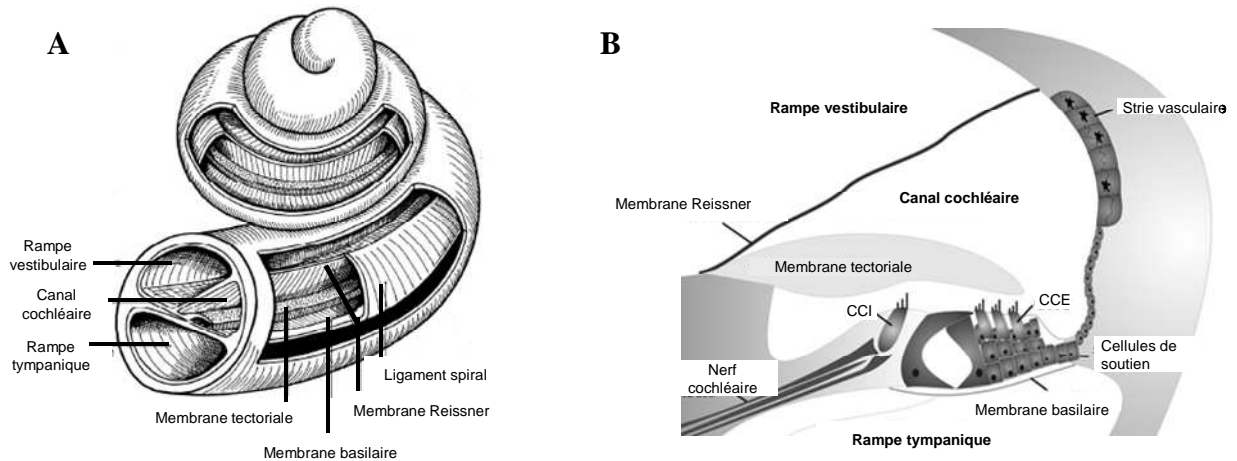 A
Rampe
vestibulaire
Canal
cochléaire
Rampe
tympanique
Ligament spiral
Membrane tectoriale
Membrane Reissner
Membrane basilaire
B
Rampe vestibulaire
Strie vasculaire
Canal cochléaire
Membrane Reissner
Membrane tectoriale
CCI
CCE
Cellules de
soutien
Nerf
cochléaire
Membrane basilaire
Rampe tympanique